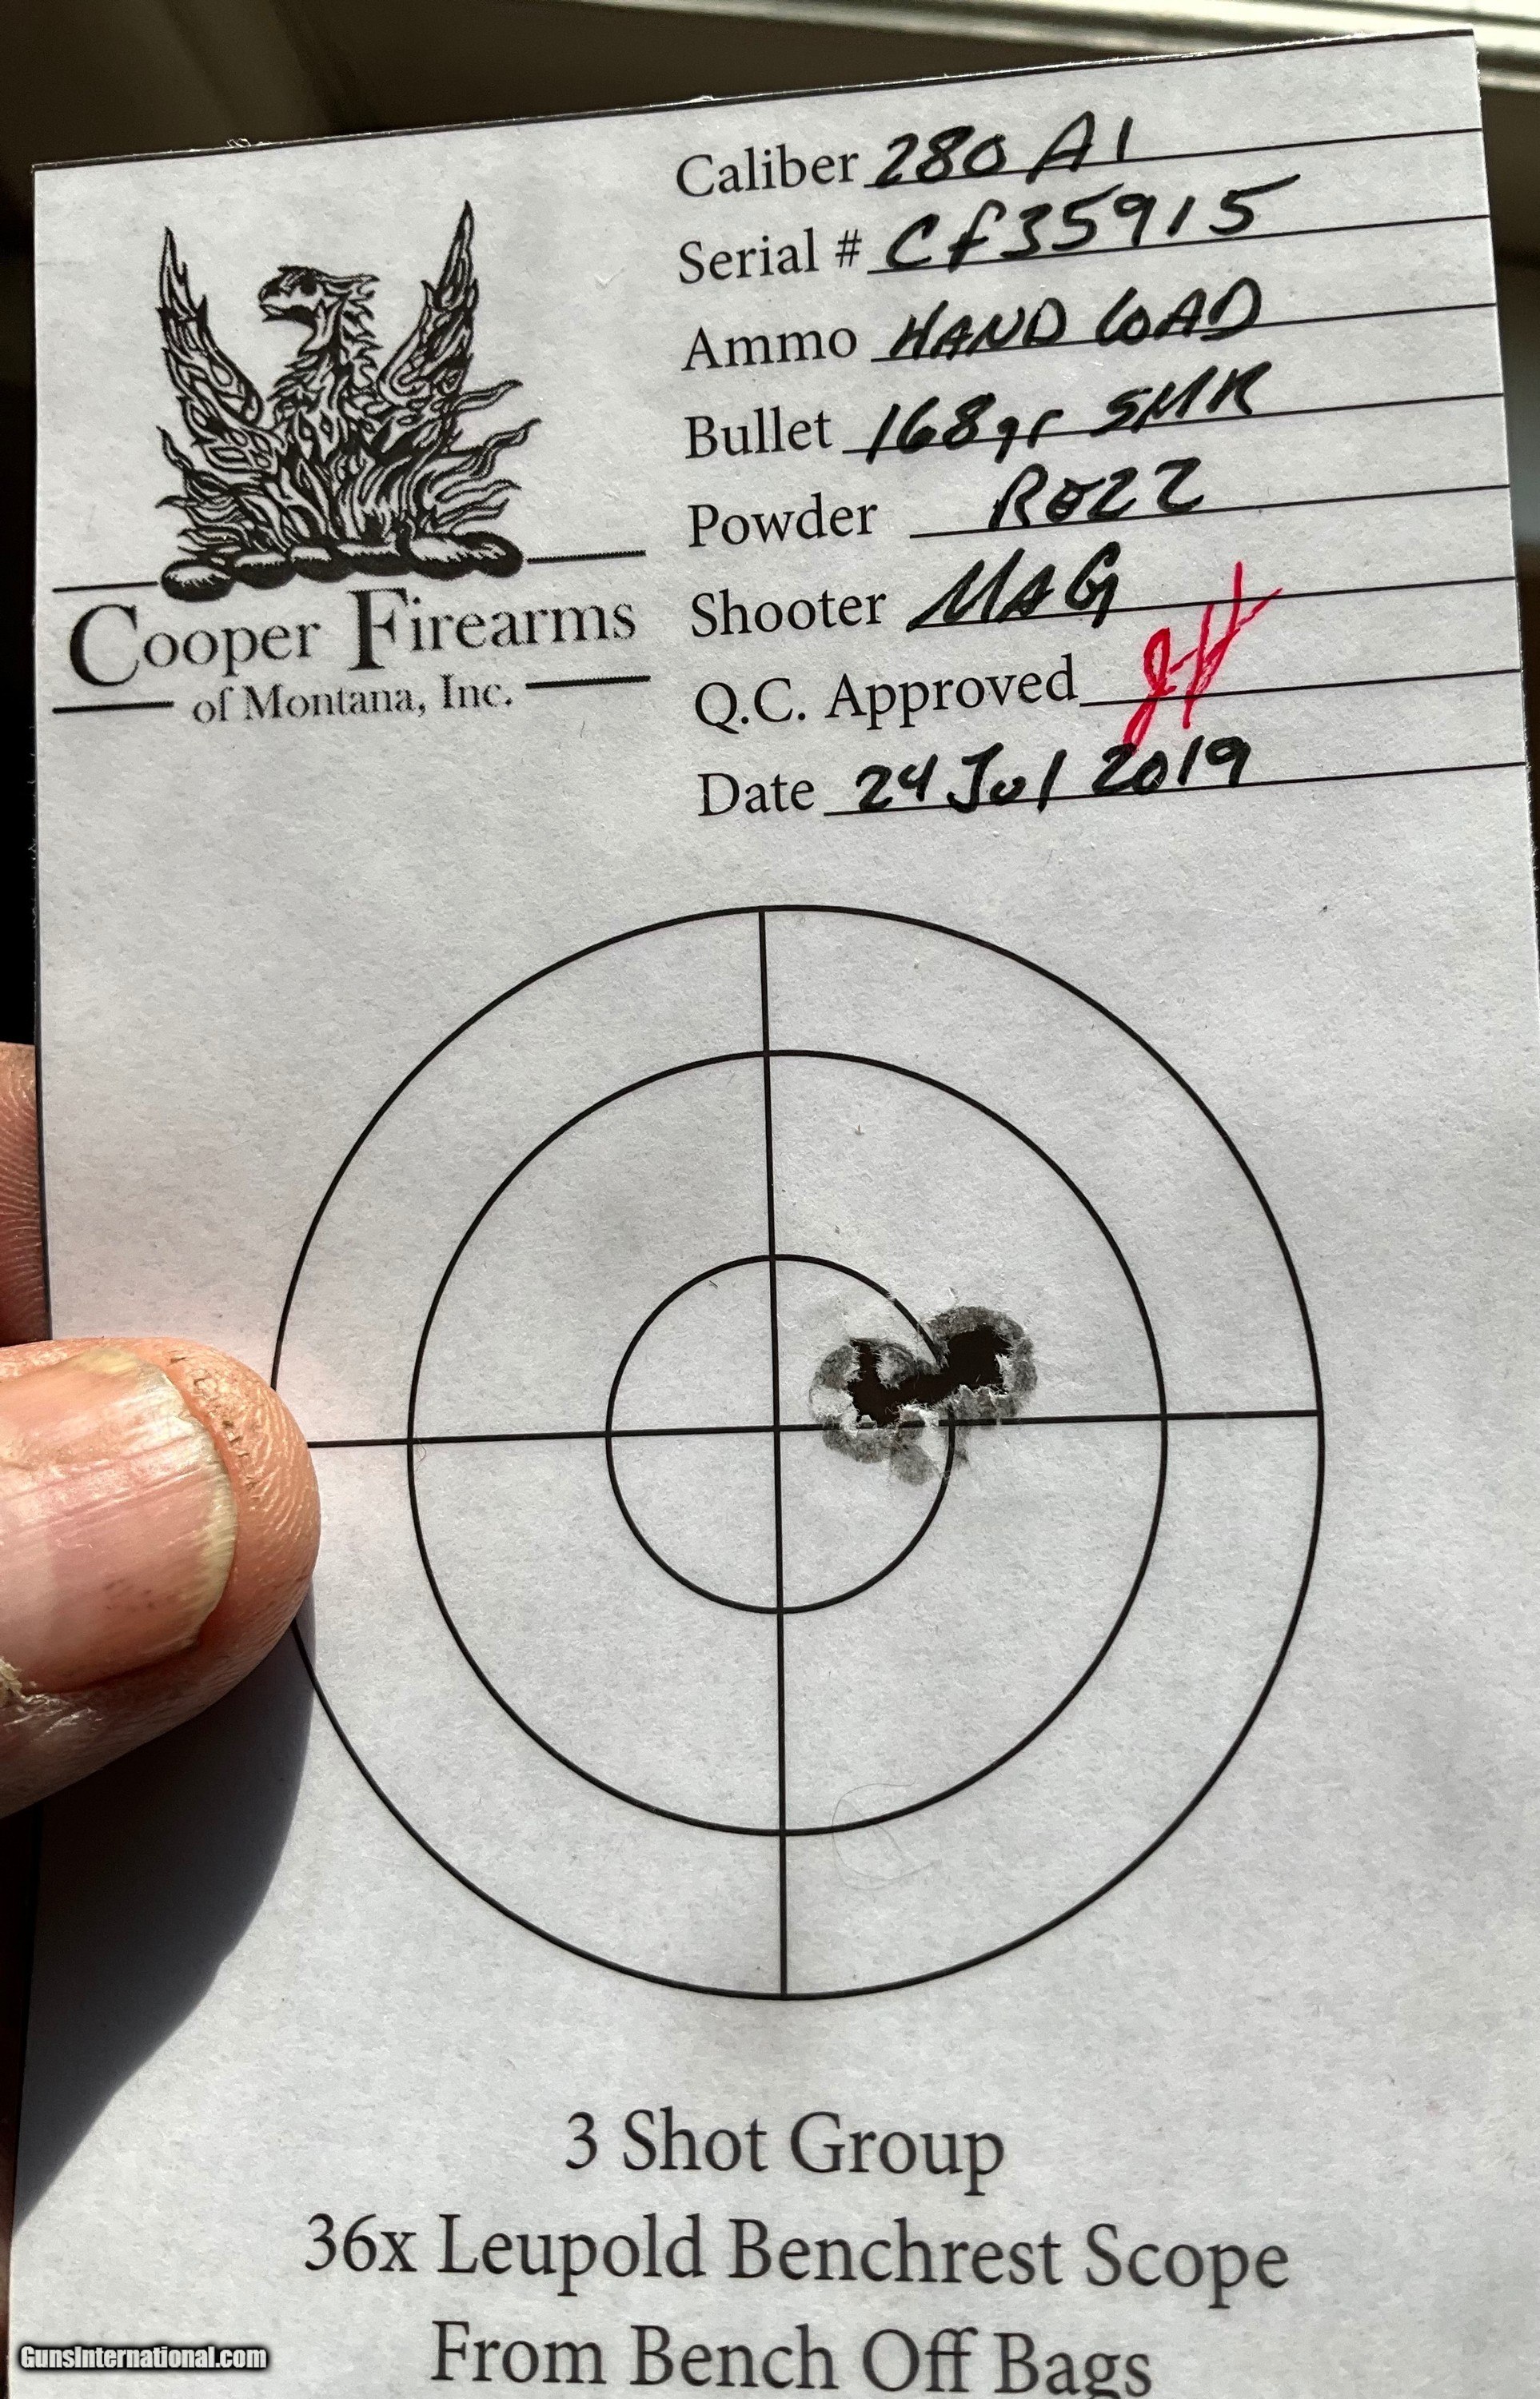 Caliber 280 AI
Serial # Cf35915
Ammo HAND LOAD
Bullet 168gr SMK
Powder RE22
Shooter MAG
Q.C. Approved
Date 24 Jul 2019
Cooper Firearms
of Montana, Inc.
3 Shot Group
36x Leupold Benchrest Scope
From Bench Off Bags
GunsInternational.com